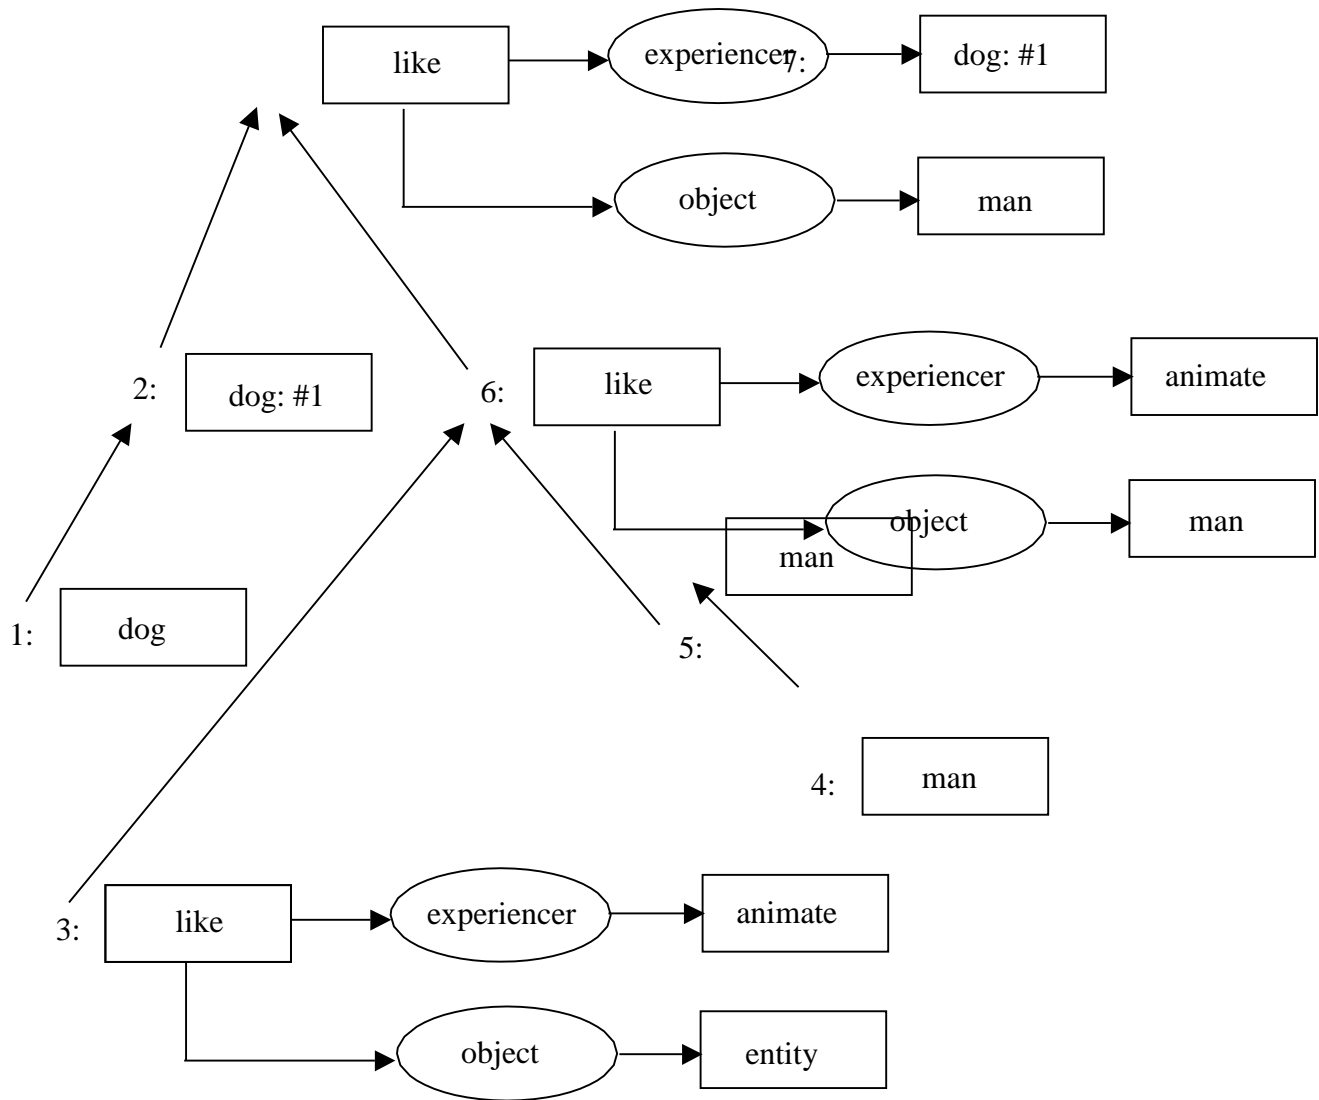 like
experiencer
7:
dog: #1
object
man
2:
dog: #1
6:
like
experiencer
animate
object
man
man
1:
dog
5:
4:
man
3:
like
experiencer
animate
object
entity